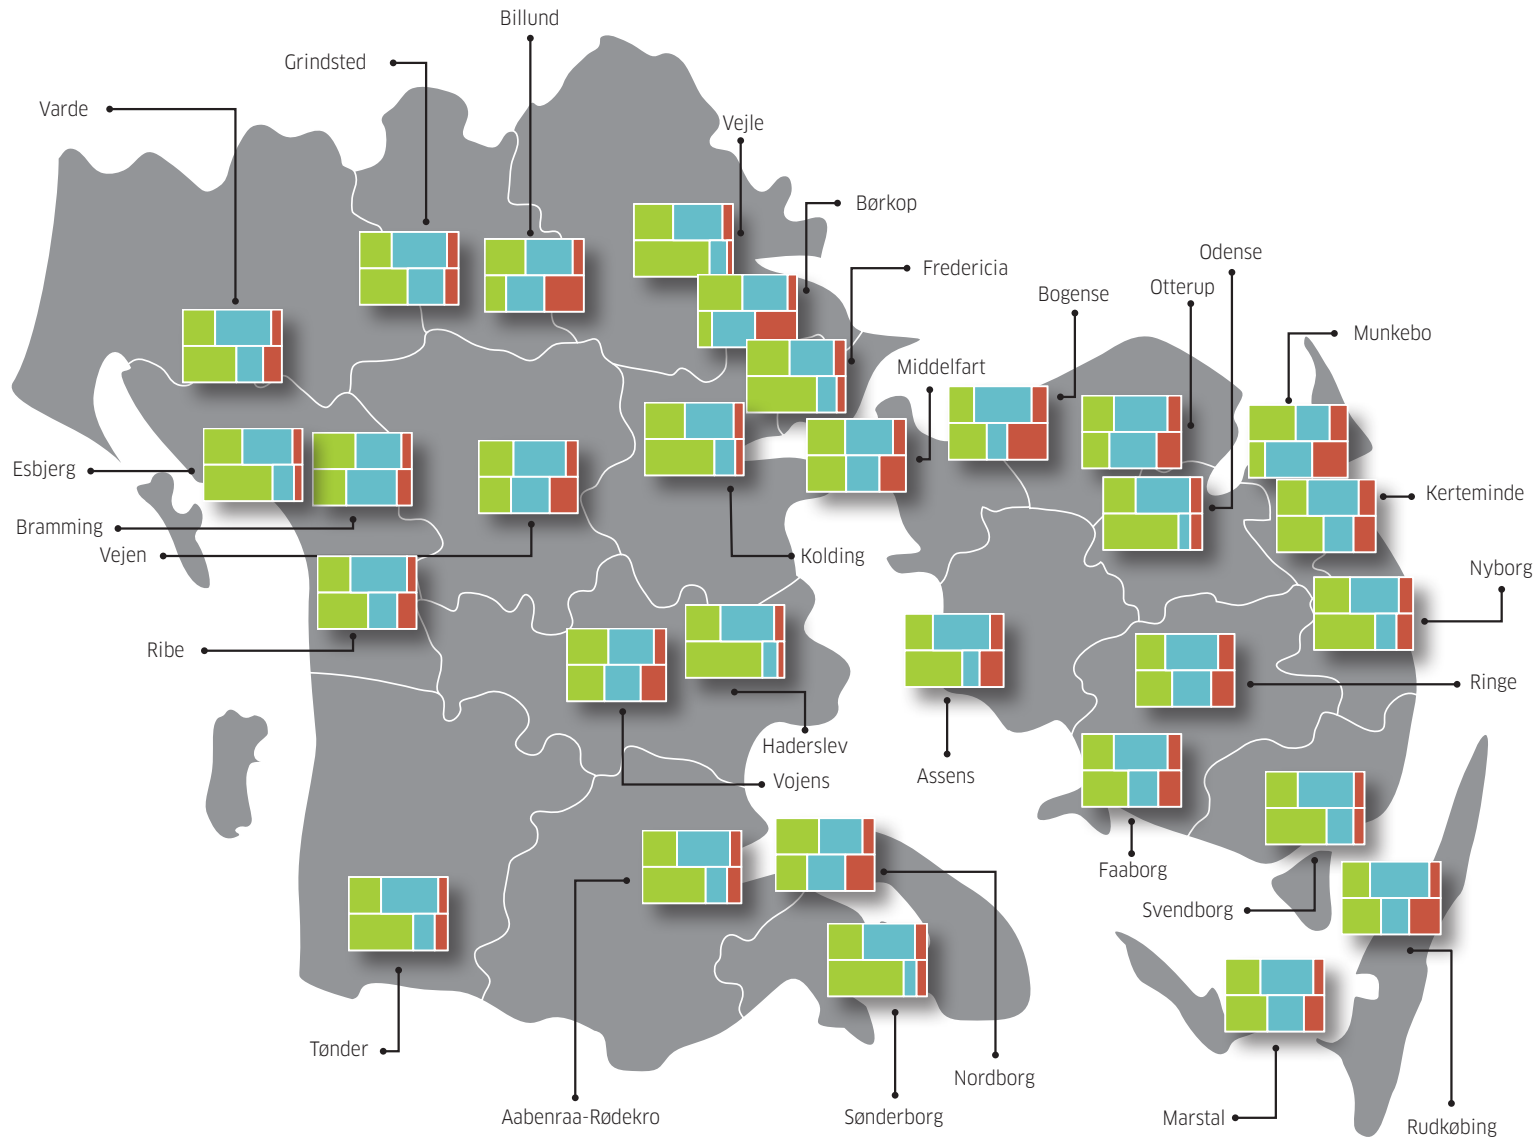 Billund
Grindsted
Varde
Vejle
Børkop
Odense
Fredericia
Otterup
Bogense
Munkebo
Middelfart
Esbjerg
Kerteminde
Bramming
Vejen
Kolding
Nyborg
Ribe
Ringe
Haderslev
Assens
Vojens
Faaborg
Svendborg
Tønder
Nordborg
Aabenraa-Rødekro
Sønderborg
Marstal
Rudkøbing